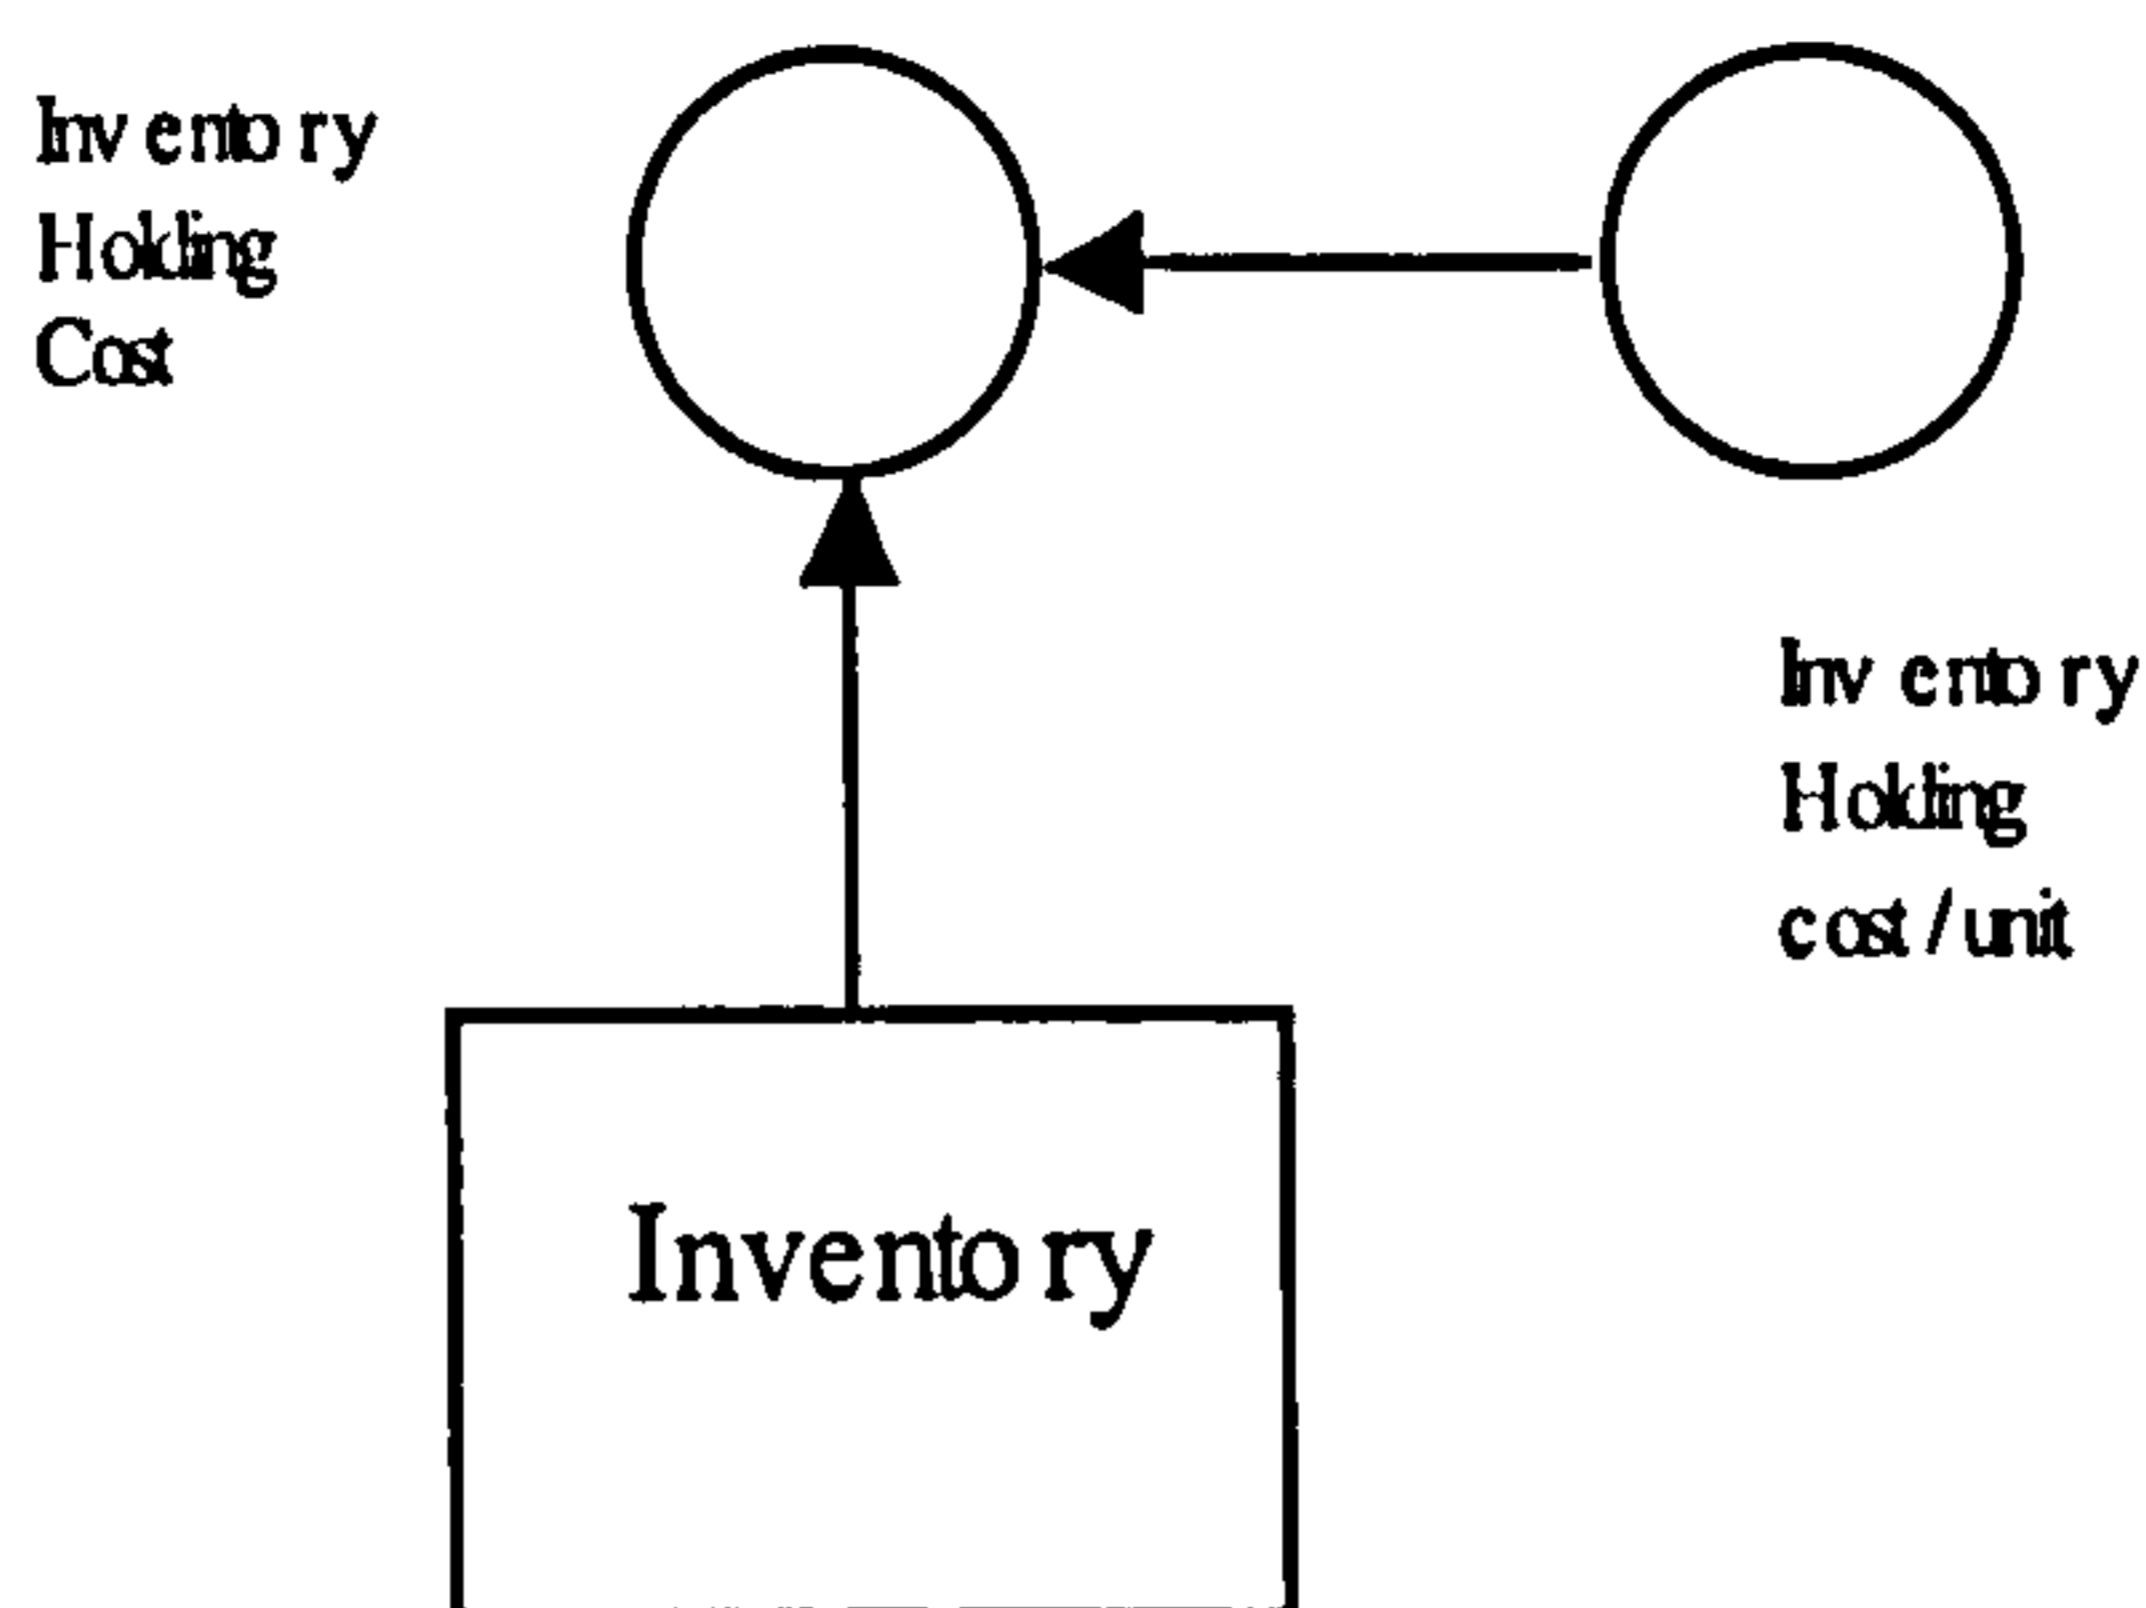 Inventory
Holding
Cost
Inventory
Holding
cost/unit
Inventory